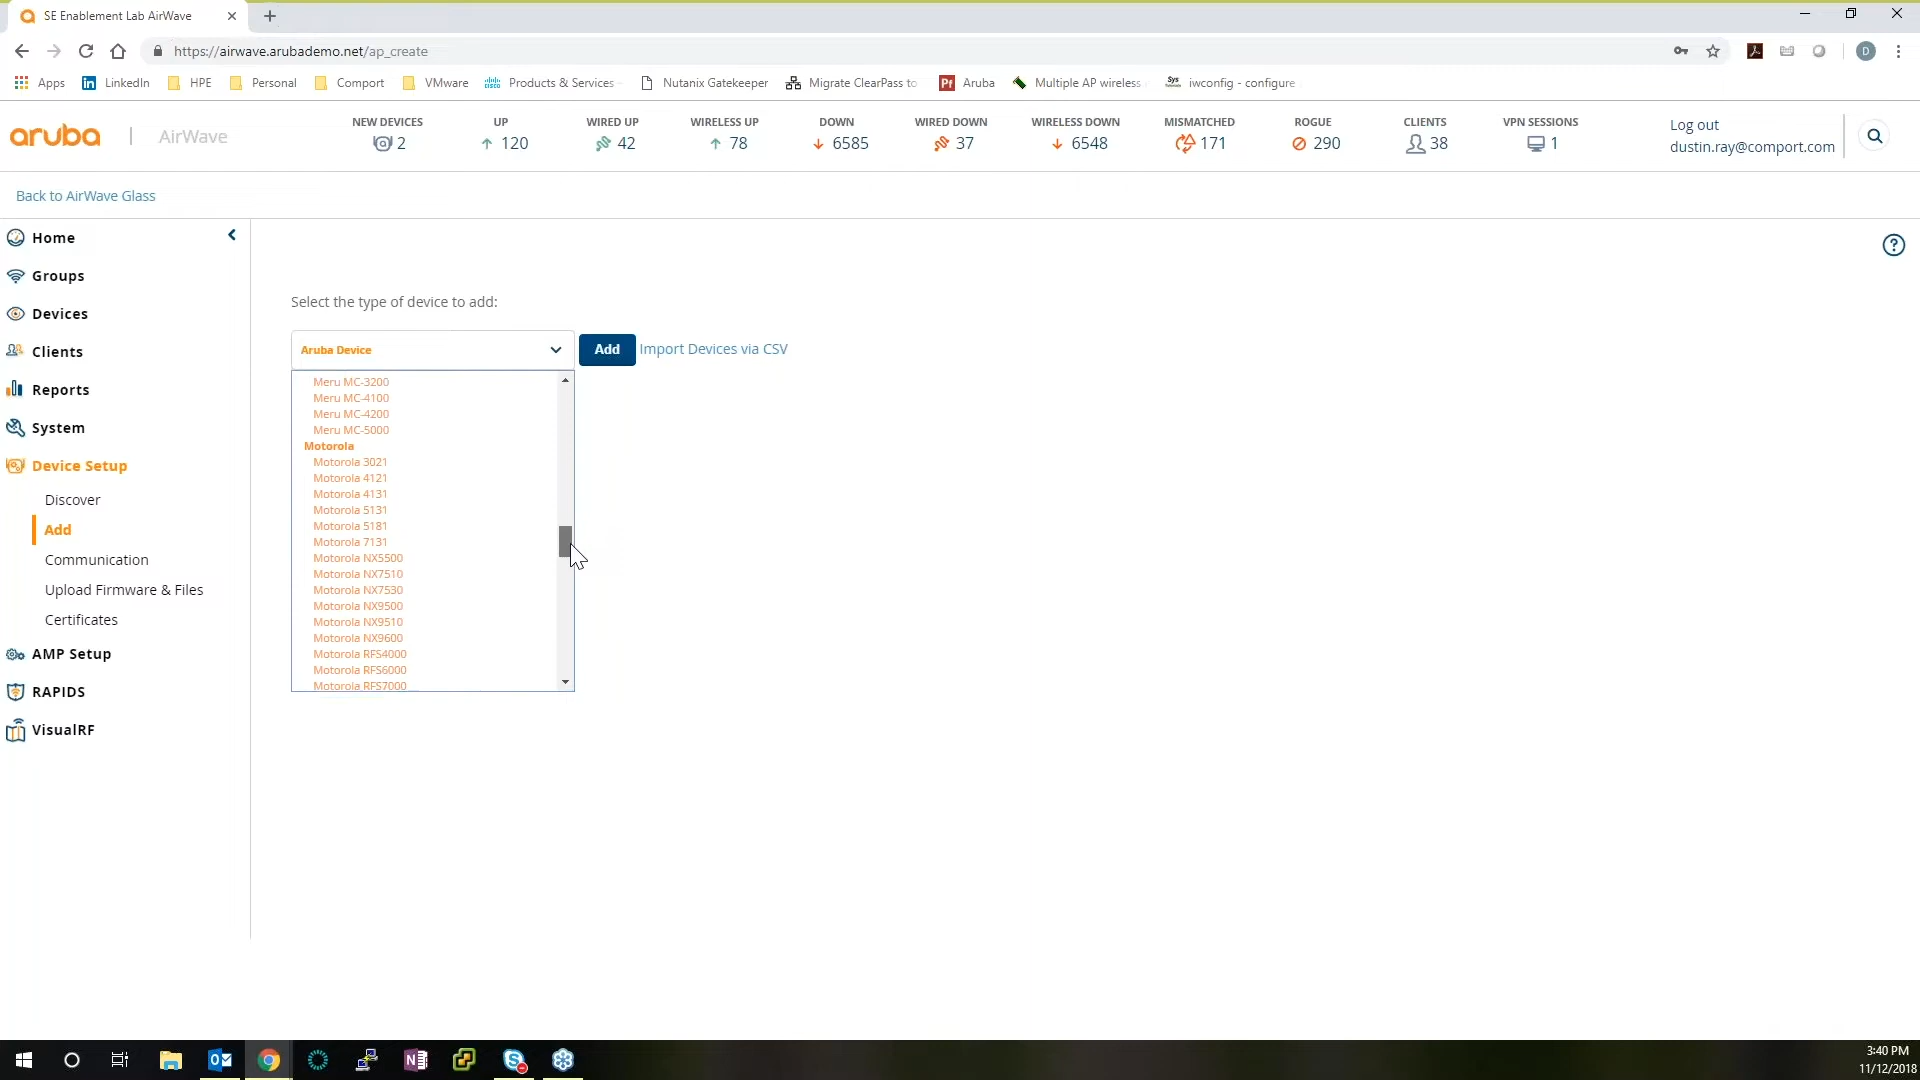 SE Enablement Lab AirWave
https://airwave.arubademo.net/ap_create
D
Apps
LinkedIn
HPE
Personal
Comport
VMware
Products & Services
Nutanix Gatekeeper
Migrate ClearPass to
Aruba
Multiple AP wireless
iwconfig - configure
aruba | AirWave
NEW DEVICES
2
UP
120
WIRED UP
42
WIRELESS UP
78
DOWN
6585
WIRED DOWN
37
WIRELESS DOWN
6548
MISMATCHED
171
ROGUE
290
CLIENTS
38
VPN SESSIONS
1
Log out
dustin.ray@comport.com
Back to AirWave Glass
Home
Groups
Devices
Clients
Reports
System
Device Setup
Discover
Add
Communication
Upload Firmware & Files
Certificates
AMP Setup
RAPIDS
VisualRF
Select the type of device to add:
Aruba Device
Add
Import Devices via CSV
Meru MC-3200
Meru MC-4100
Meru MC-4200
Meru MC-5000
Motorola
Motorola 3021
Motorola 4121
Motorola 4131
Motorola 5131
Motorola 5181
Motorola 7131
Motorola NX5500
Motorola NX7510
Motorola NX7530
Motorola NX9500
Motorola NX9510
Motorola NX9600
Motorola RFS4000
Motorola RFS6000
Motorola RFS7000
3:40 PM
11/12/2018